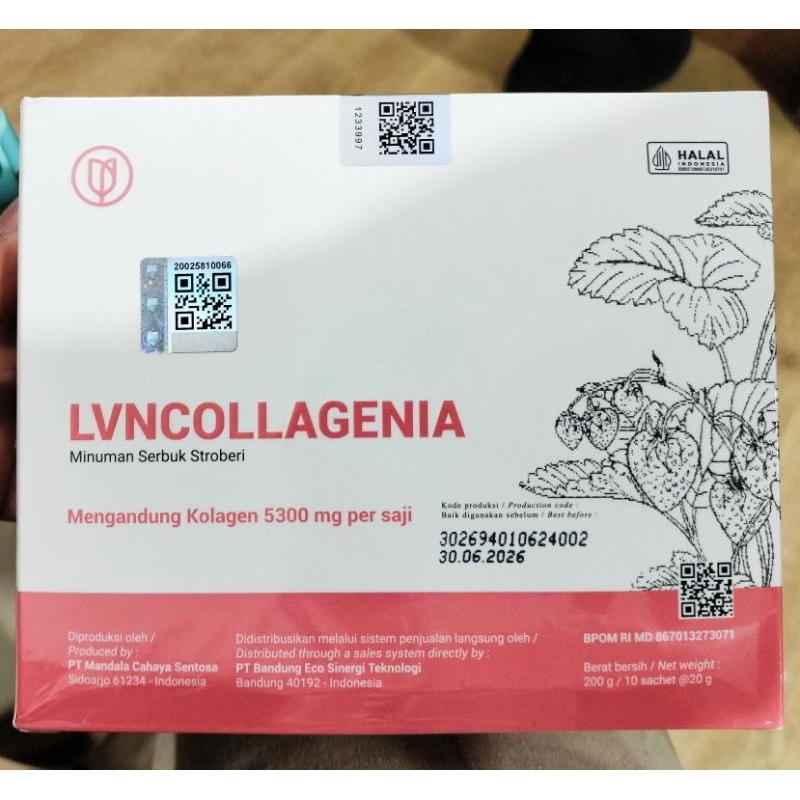 1233997
HALAL
INDONESIA
20025810066
LVNCOLLAGENIA
Minuman Serbuk Stroberi
Mengandung Kolagen 5300 mg per saji
Kode produksi / Production code :
Baik digunakan sebelum / Best before :
302694010624002
30.06.2026
Diproduksi oleh /
Produced by :
PT Mandala Cahaya Sentosa
Sidoarjo 61234 - Indonesia
Didistribusikan melalui sistem penjualan langsung oleh /
Distributed through a sales system directly by :
PT Bandung Eco Sinergi Teknologi
Bandung 40192 - Indonesia
BPOM RI MD 867013273071
Berat bersih / Net weight :
200 g / 10 sachet @20 g